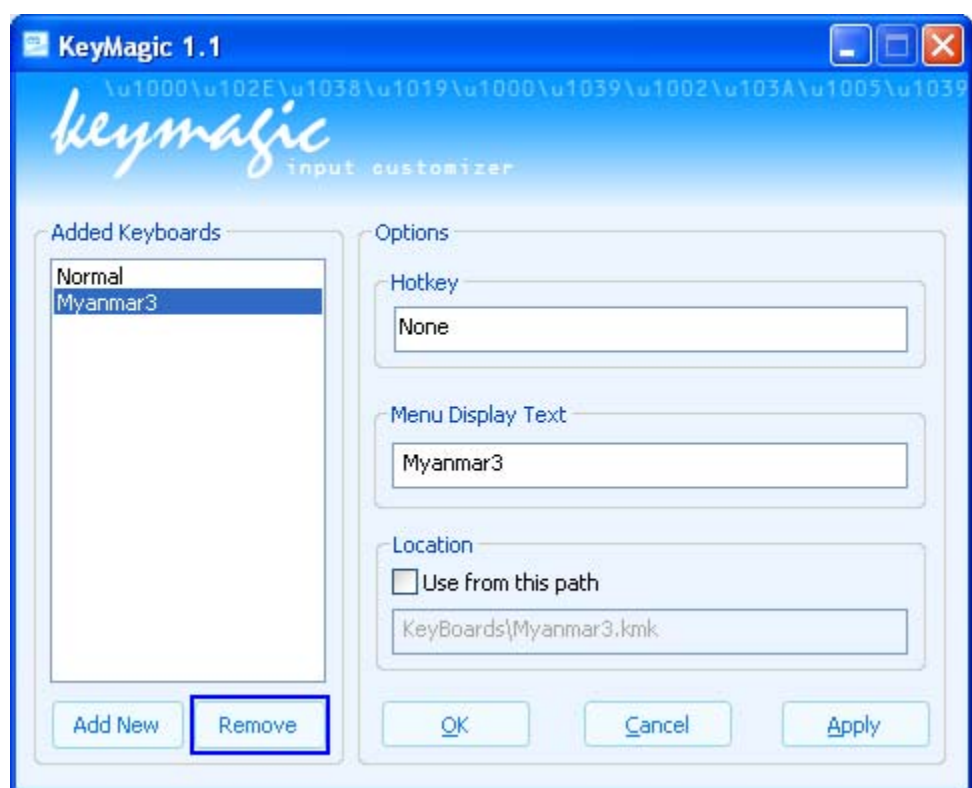 KeyMagic 1.1
\u1000\u102E\u1038\u1019\u1000\u1039\u1002\u103A\u1005\u1039
keymagic
input customizer
Added Keyboards
Normal
Myanmar3
Add New
Remove
Options
Hotkey
None
Menu Display Text
Myanmar3
Location
Use from this path
KeyBoards\Myanmar3.kmk
OK
Cancel
Apply